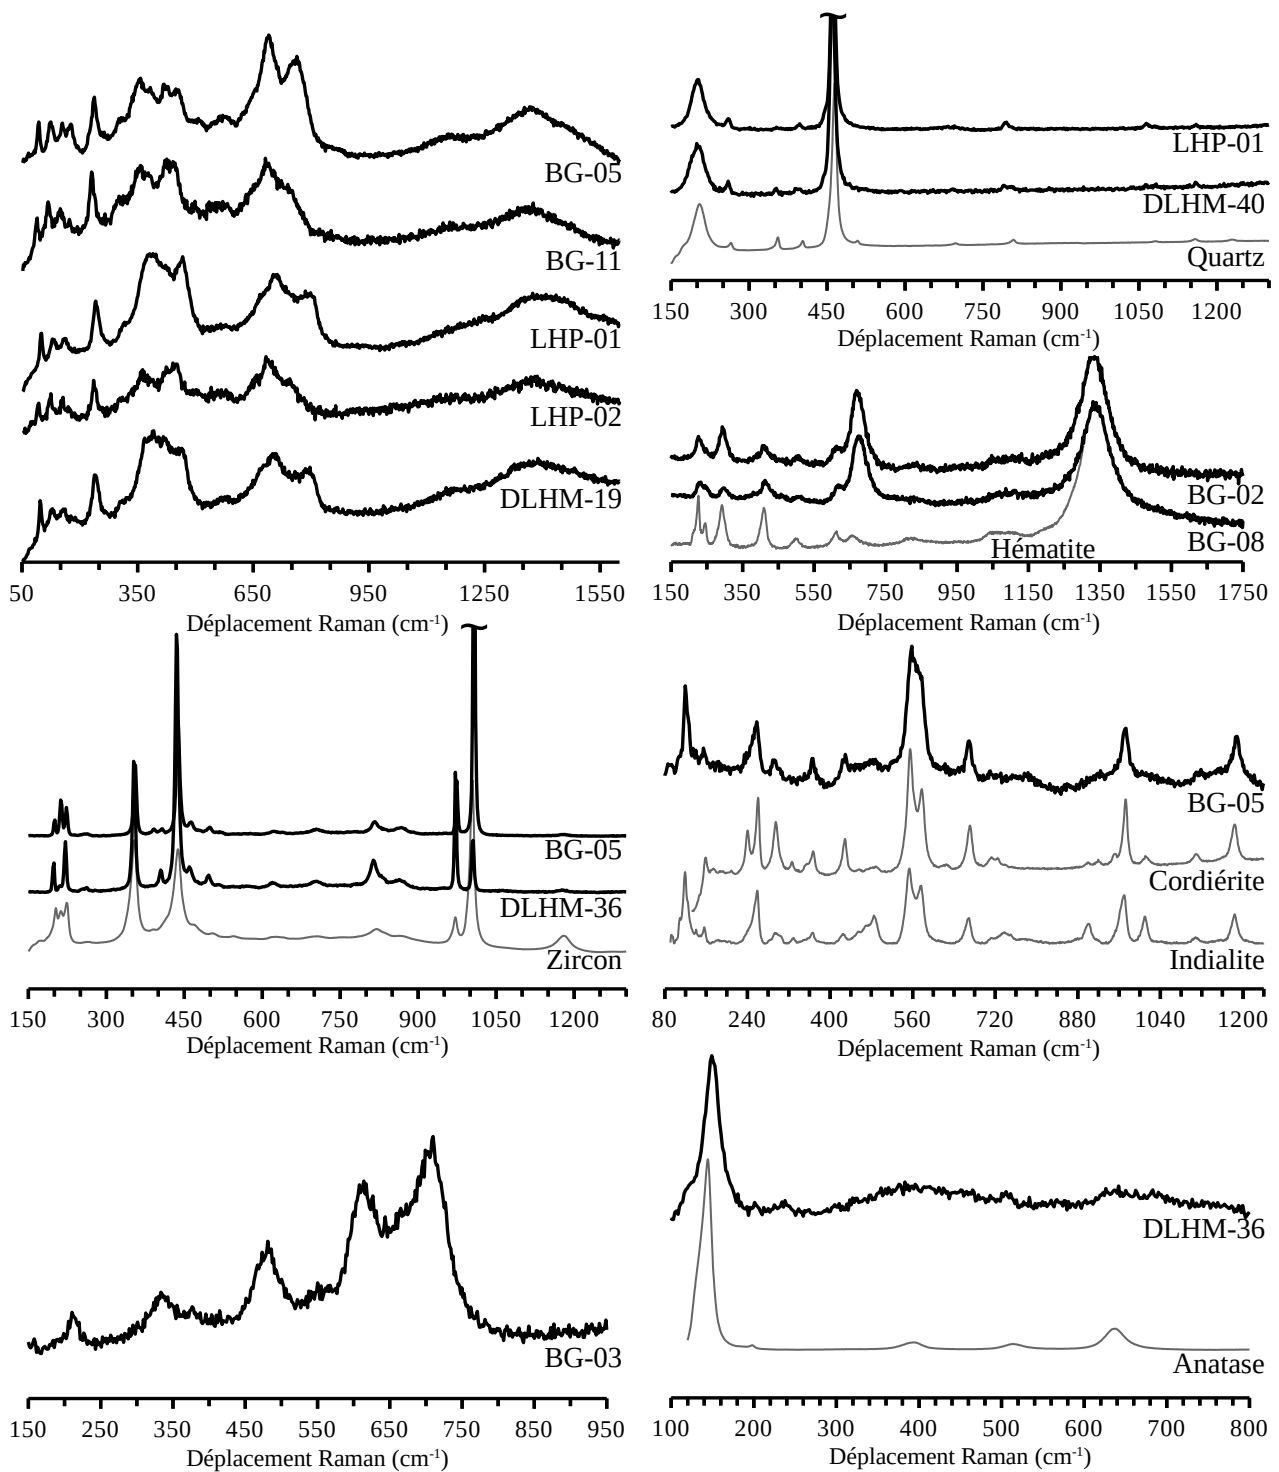 BG-05
BG-11
LHP-01
LHP-02
DLHM-19
50 350 650 950 1250 1550
Déplacement Raman (cm-1)
LHP-01
DLHM-40
Quartz
150 300 450 600 750 900 1050 1200
Déplacement Raman (cm-1)
BG-02
BG-08
Hématite
150 350 550 750 950 1150 1350 1550 1750
Déplacement Raman (cm-1)
BG-05
DLHM-36
Zircon
150 300 450 600 750 900 1050 1200
Déplacement Raman (cm-1)
BG-05
Cordiérite
Indialite
80 240 400 560 720 880 1040 1200
Déplacement Raman (cm-1)
BG-03
150 250 350 450 550 650 750 850 950
Déplacement Raman (cm-1)
DLHM-36
Anatase
100 200 300 400 500 600 700 800
Déplacement Raman (cm-1)